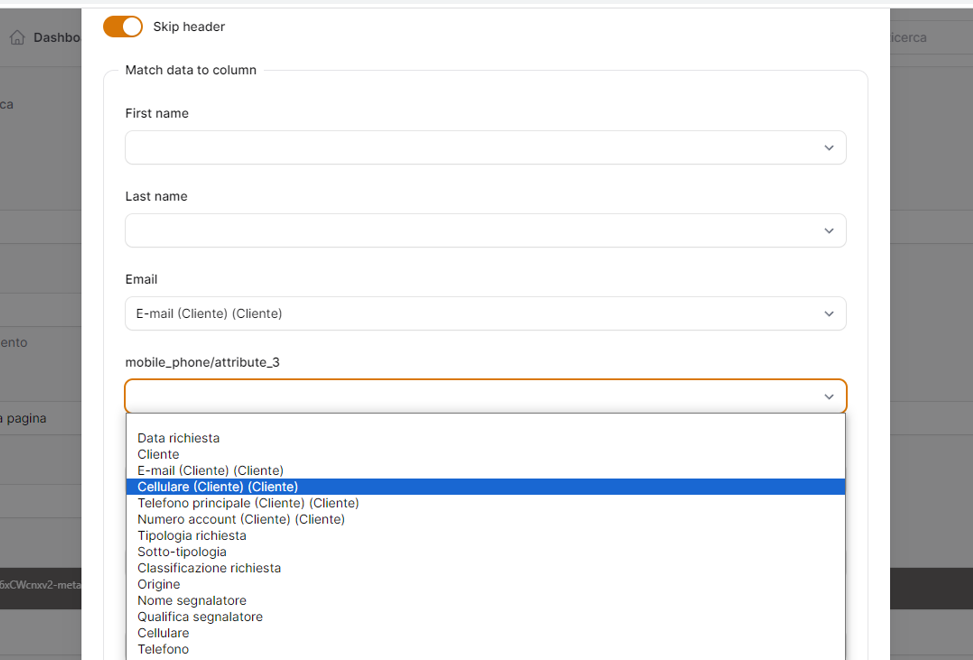 Skip header
Dashbo
icerca
Match data to column
ca
First name
Last name
Email
E-mail (Cliente) (Cliente)
ento
mobile_phone/attribute_3
a pagina
Data richiesta
Cliente
E-mail (Cliente) (Cliente)
Cellulare (Cliente) (Cliente)
Telefono principale (Cliente) (Cliente)
Numero account (Cliente) (Cliente)
Tipologia richiesta
Sotto-tipologia
Classificazione richiesta
6xCWcnxv2-meta
Origine
Nome segnalatore
Qualifica segnalatore
Cellulare
Telefono